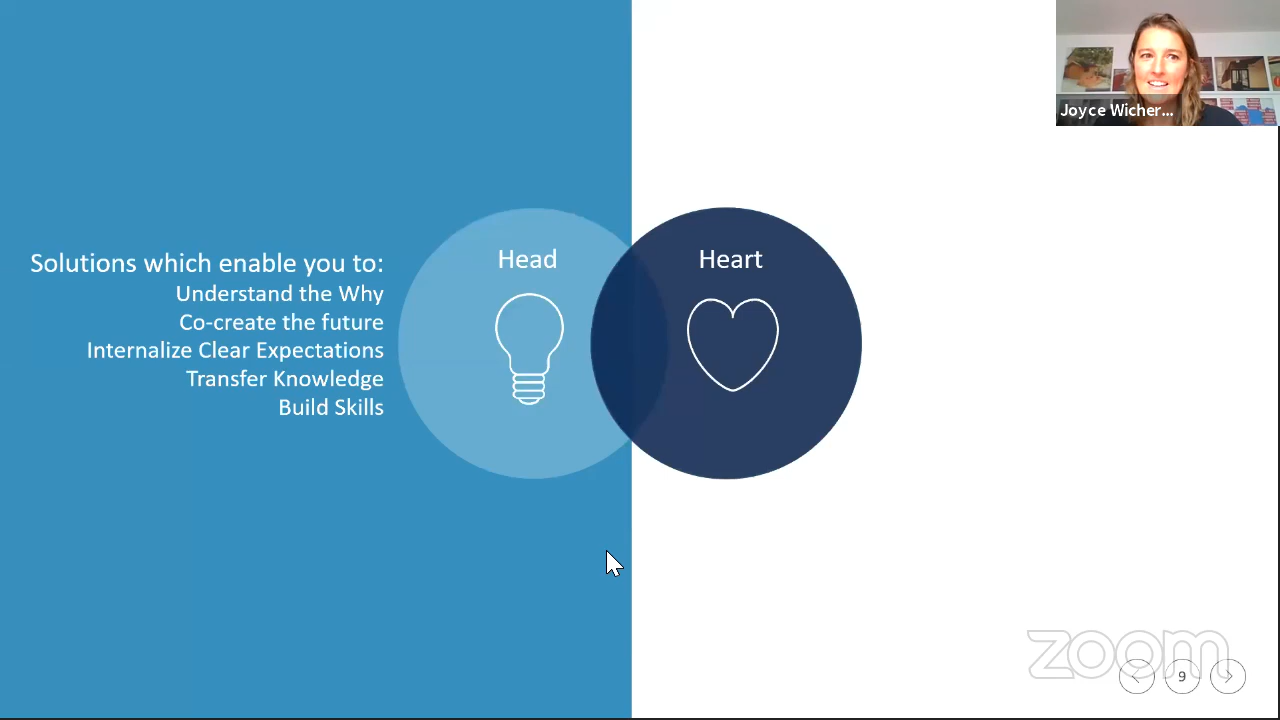 Solutions which enable you to:
Understand the Why
Co-create the future
Internalize Clear Expectations
Transfer Knowledge
Build Skills
Head
Heart
Joyce Wicher...
zoom
9